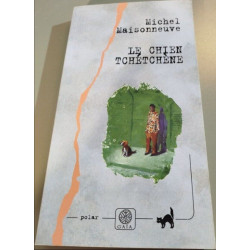 Michel
Maisonneuve
LE CHIEN
TCHÉTCHÈNE
polar
GAÏA